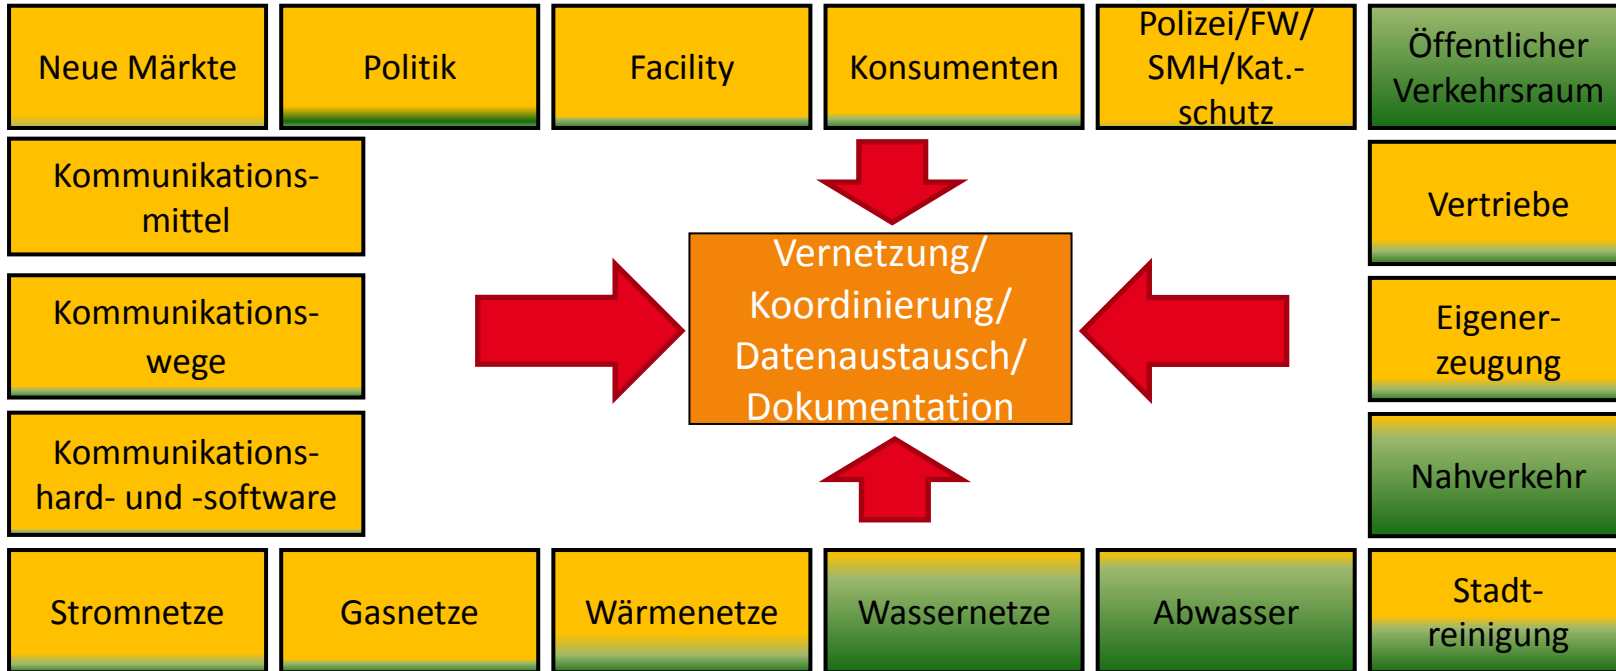 Neue Märkte
Politik
Facility
Konsumenten
Polizei/FW/
SMH/Kat.-
schutz
Öffentlicher
Verkehrsraum
Kommunikations-
mittel
Vertriebe
Vernetzung/
Koordinierung/
Datenaustausch/
Dokumentation
Kommunikations-
wege
Eigener-
zeugung
Kommunikations-
hard- und -software
Nahverkehr
Stromnetze
Gasnetze
Wärmenetze
Wassernetze
Abwasser
Stadt-
reinigung